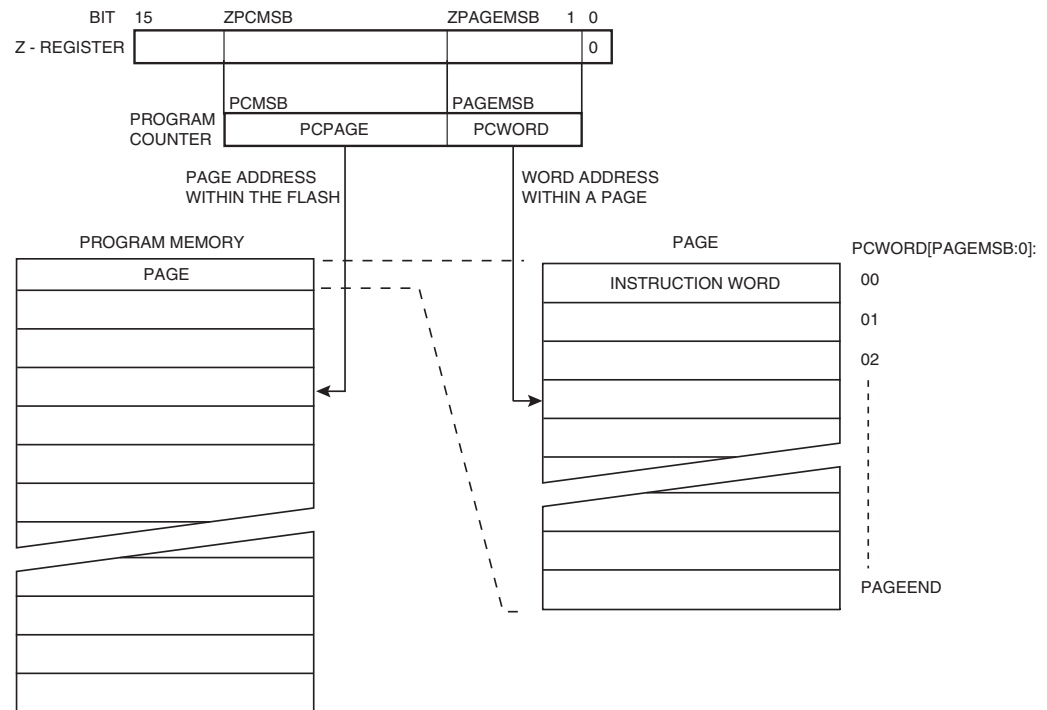 BIT 15 ZPCMSB ZPAGEMSB 1 0
Z - REGISTER 0
PCMSB PAGEMSB
PROGRAM
COUNTER
PCPAGE PCWORD
PAGE ADDRESS
WITHIN THE FLASH
WORD ADDRESS
WITHIN A PAGE
PROGRAM MEMORY
PAGE
PAGE
INSTRUCTION WORD
PCWORD[PAGEMSB:0]:
00
01
02
PAGEEND